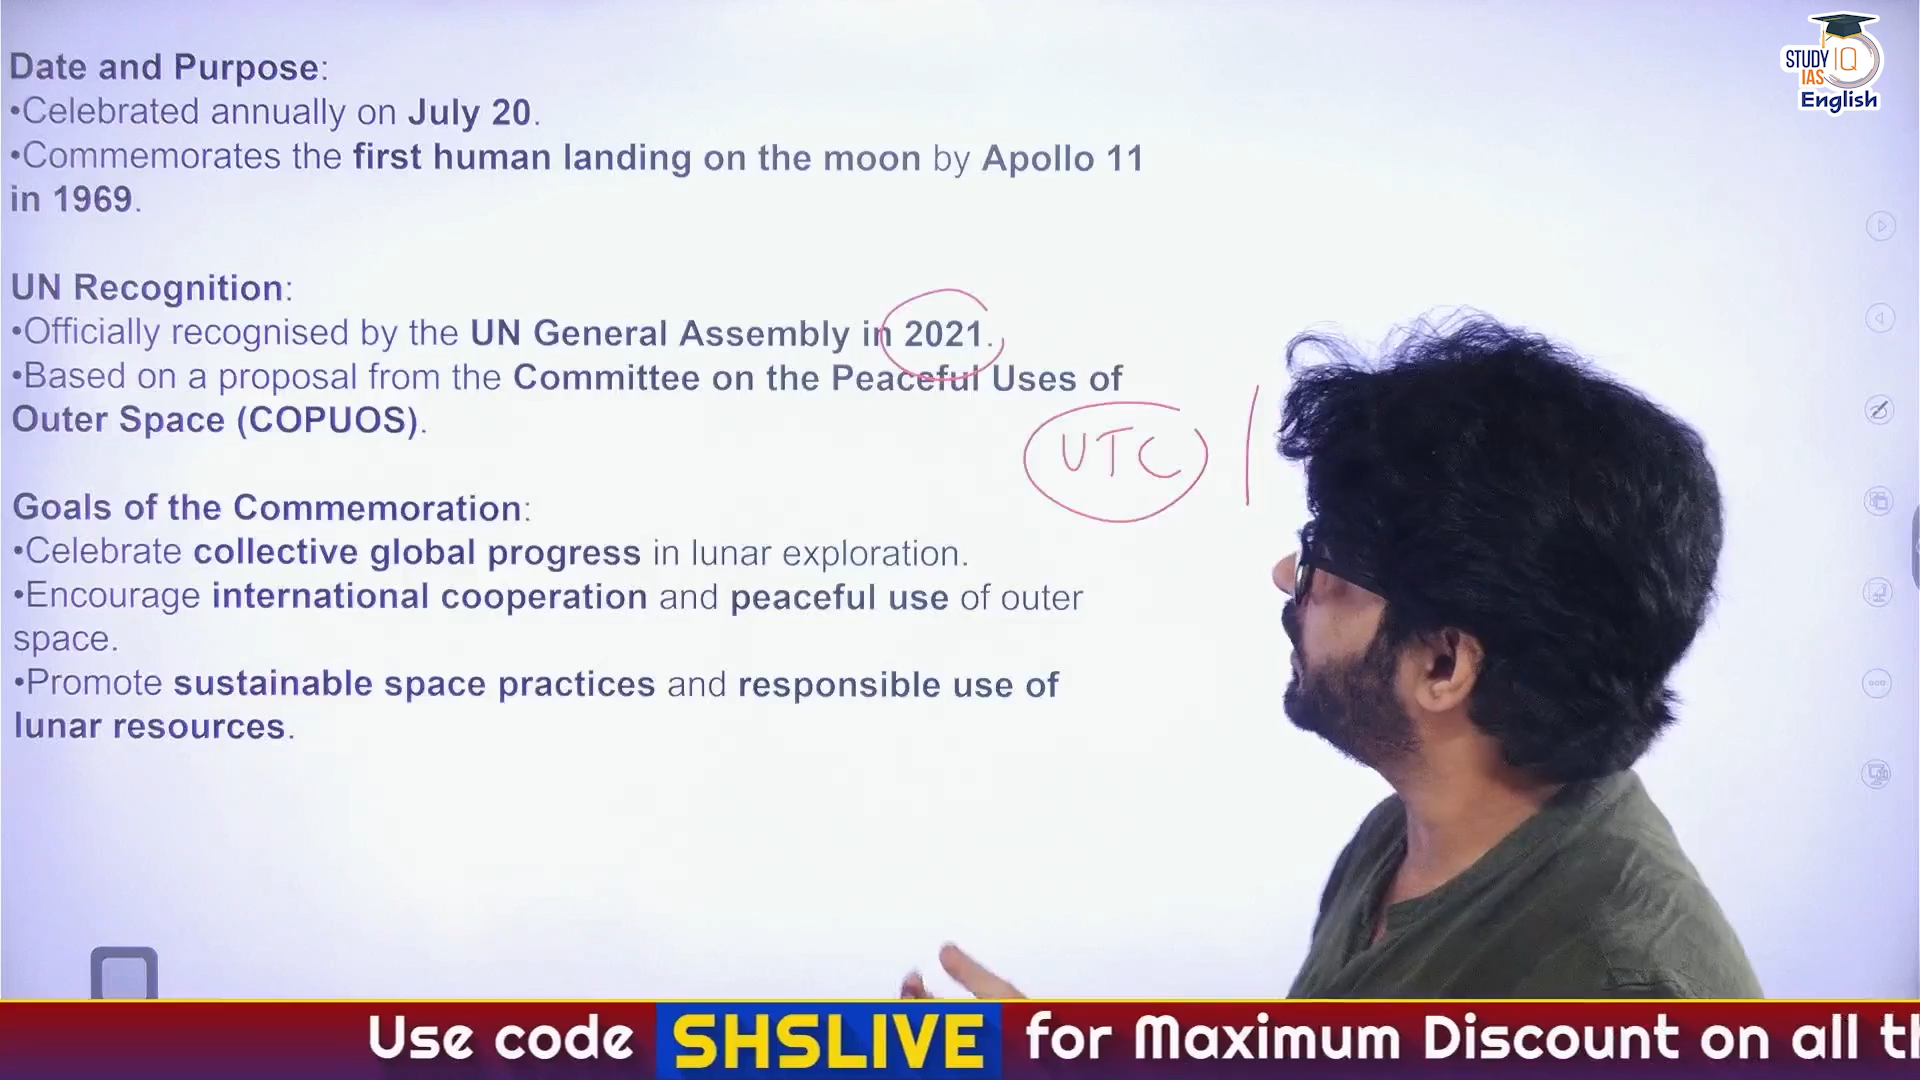 STUDY IQ
IAS
English
Date and Purpose:
•Celebrated annually on July 20.
•Commemorates the first human landing on the moon by Apollo 11
in 1969.
UN Recognition:
•Officially recognised by the UN General Assembly in 2021.
•Based on a proposal from the Committee on the Peaceful Uses of
Outer Space (COPUOS).
UTC
Goals of the Commemoration:
•Celebrate collective global progress in lunar exploration.
•Encourage international cooperation and peaceful use of outer
space.
•Promote sustainable space practices and responsible use of
lunar resources.
Use code SHSLIVE for Maximum Discount on all th